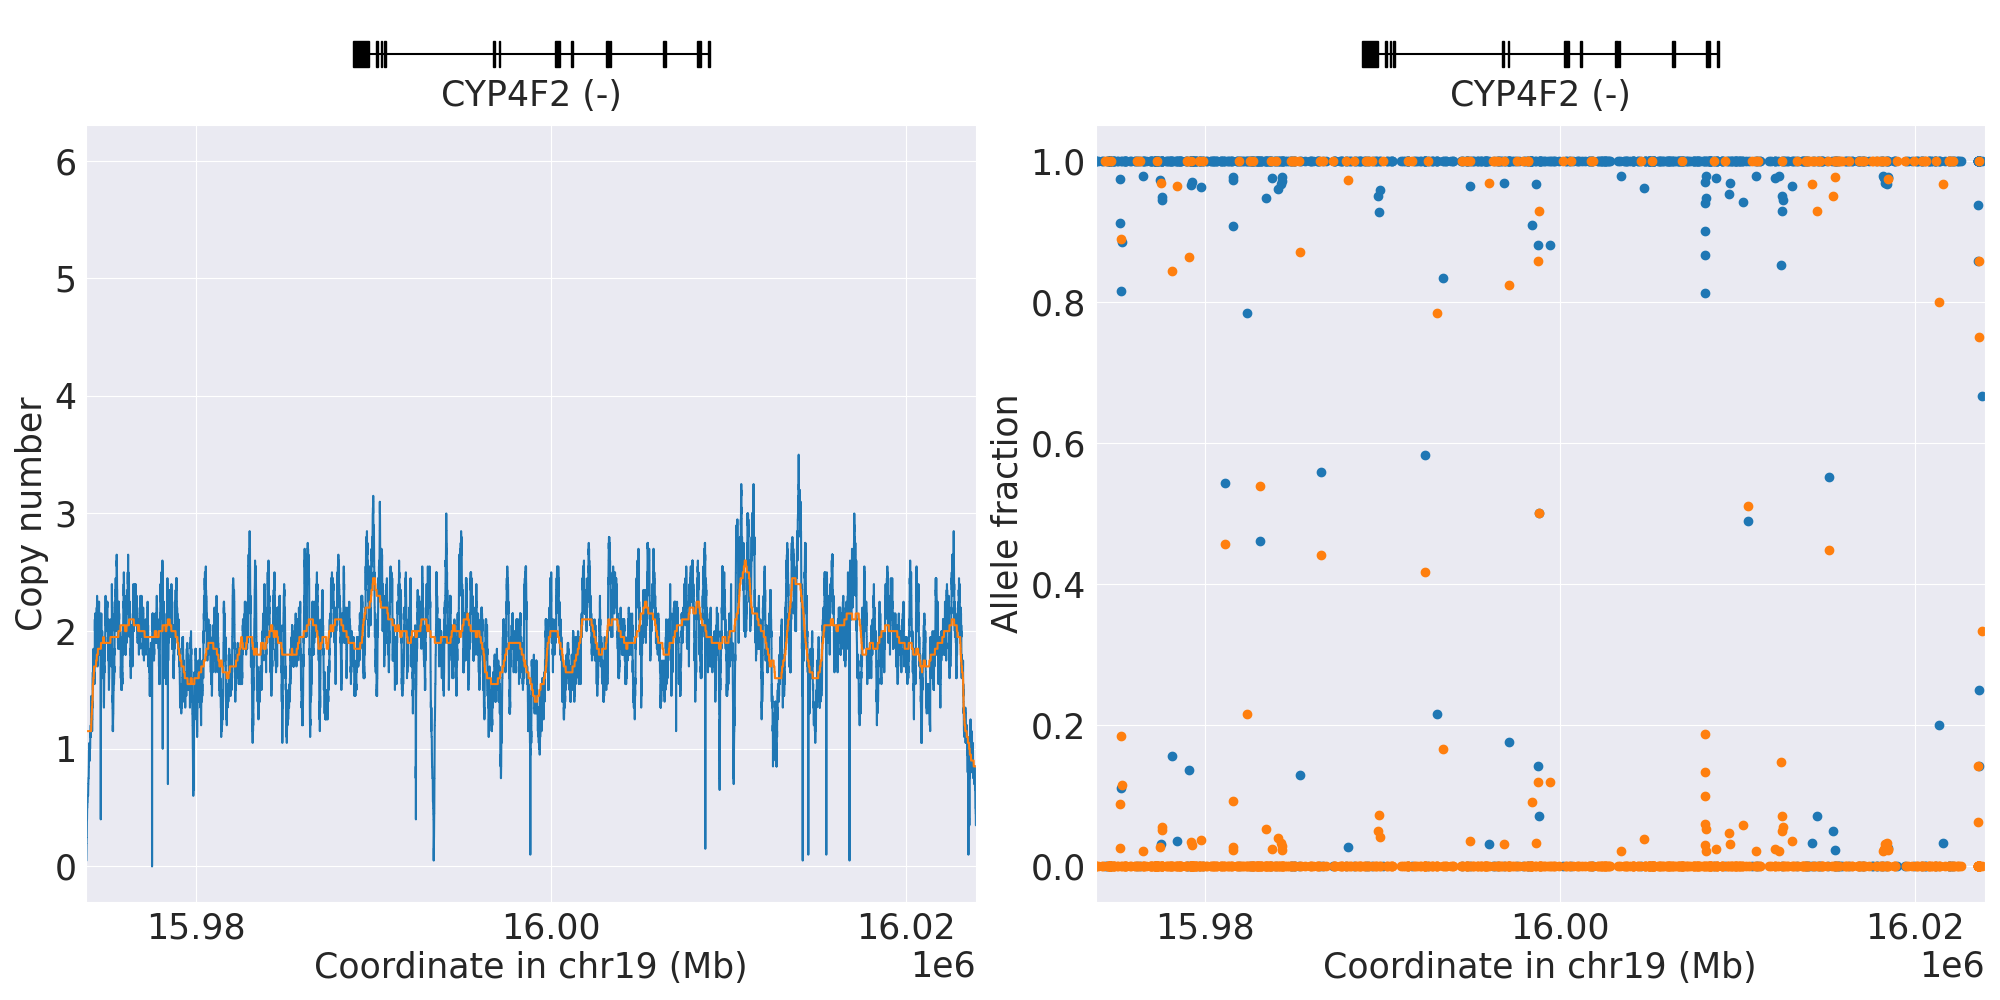 CYP4F2 (-)
6
5
4
3
2
1
0
Copy number
15.98
16.00
16.02
Coordinate in chr19 (Mb)
1e6
CYP4F2 (-)
1.0
0.8
0.6
0.4
0.2
0.0
Allele fraction
15.98
16.00
16.02
Coordinate in chr19 (Mb)
1e6